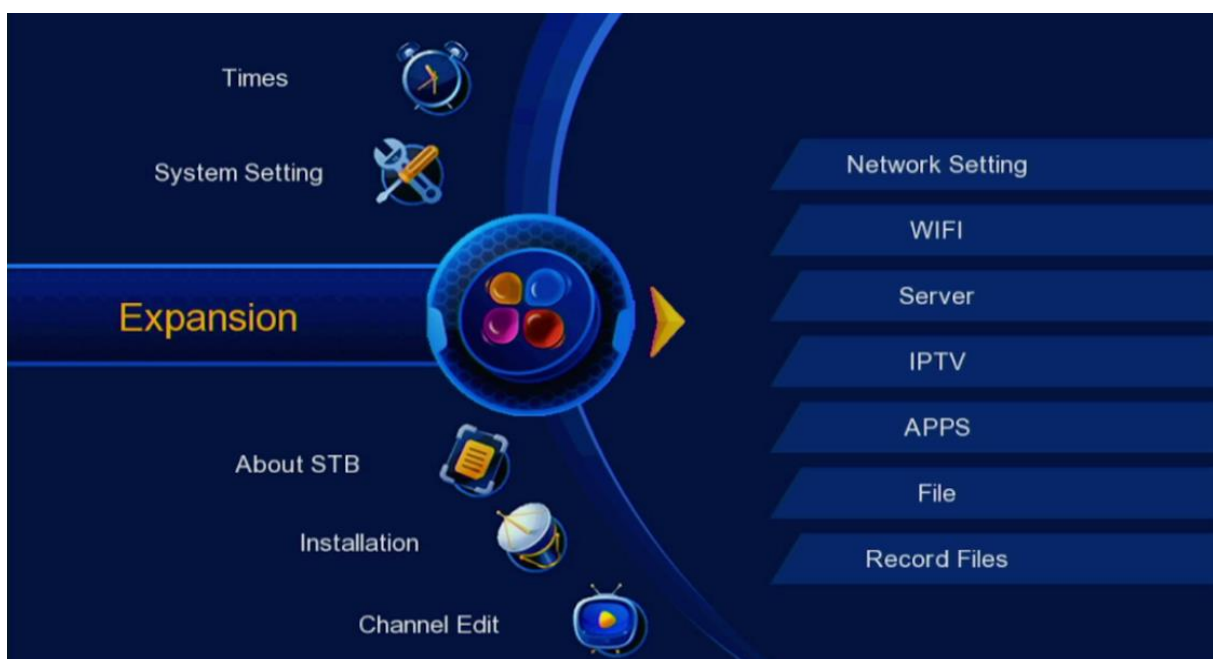 Times
System Setting
Expansion
About STB
Installation
Channel Edit
Network Setting
WIFI
Server
IPTV
APPS
File
Record Files